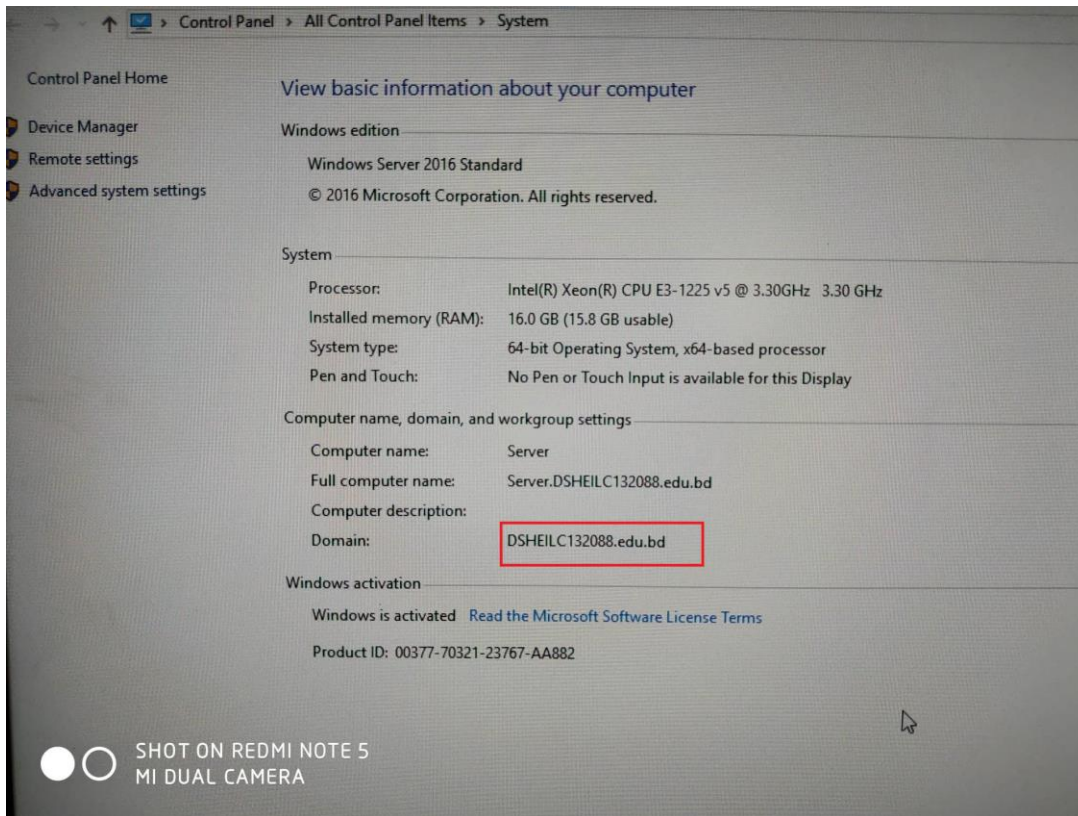 Control Panel > All Control Panel Items > System
Control Panel Home
Device Manager
Remote settings
Advanced system settings
View basic information about your computer
Windows edition
Windows Server 2016 Standard
© 2016 Microsoft Corporation. All rights reserved.
System
Processor: Intel(R) Xeon(R) CPU E3-1225 v5 @ 3.30GHz 3.30 GHz
Installed memory (RAM): 16.0 GB (15.8 GB usable)
System type: 64-bit Operating System, x64-based processor
Pen and Touch: No Pen or Touch Input is available for this Display
Computer name, domain, and workgroup settings
Computer name: Server
Full computer name: Server.DSHEILC132088.edu.bd
Computer description:
Domain: DSHEILC132088.edu.bd
Windows activation
Windows is activated Read the Microsoft Software License Terms
Product ID: 00377-70321-23767-AA882
SHOT ON REDMI NOTE 5
MI DUAL CAMERA